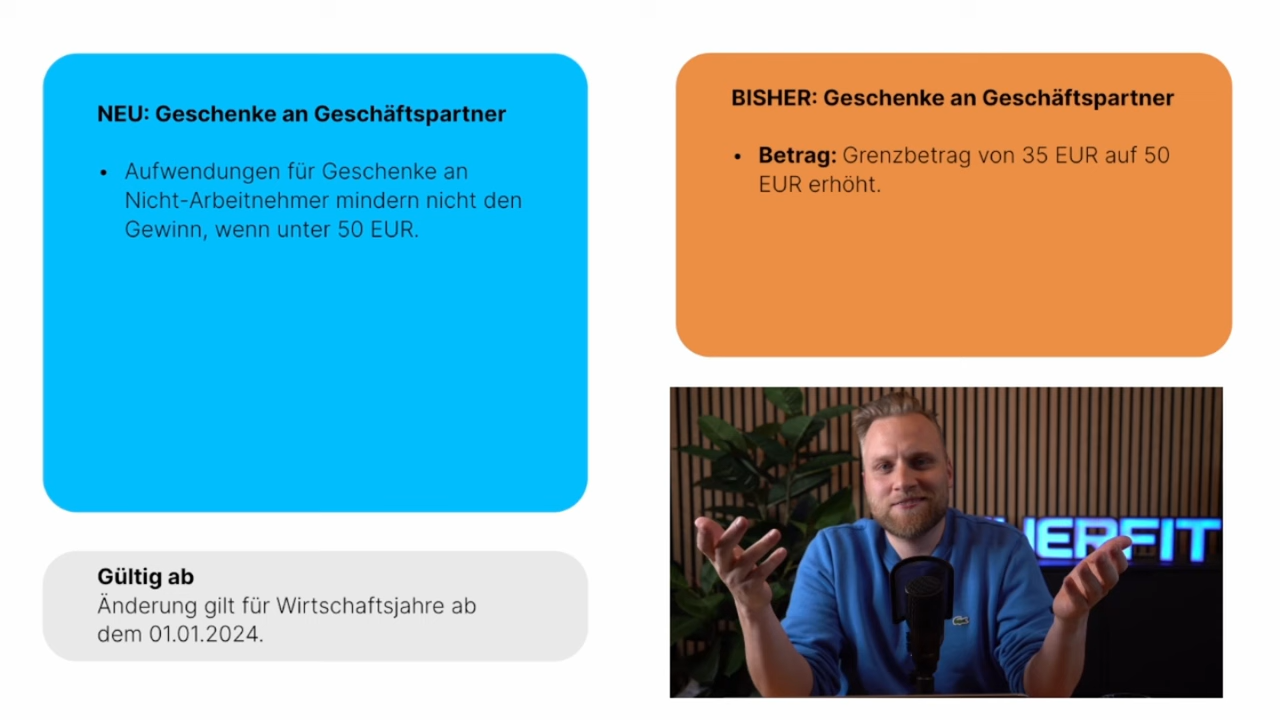 NEU: Geschenke an Geschäftspartner
• Aufwendungen für Geschenke an
Nicht-Arbeitnehmer mindern nicht den
Gewinn, wenn unter 50 EUR.
Gültig ab
Änderung gilt für Wirtschaftsjahre ab
dem 01.01.2024.
BISHER: Geschenke an Geschäftspartner
• Betrag: Grenzbetrag von 35 EUR auf 50
EUR erhöht.